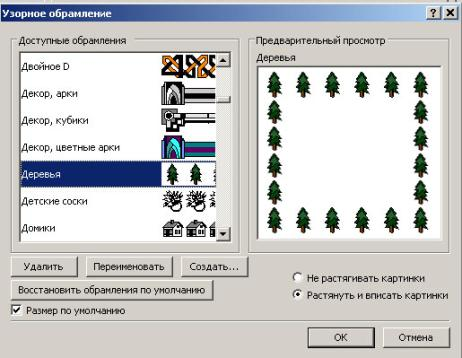 Узорное обрамление
Доступные обрамления
Двойное D
Декор, арки
Декор, кубики
Декор, цветные арки
Деревья
Детские соски
Домики
Предварительный просмотр
Деревья
Удалить
Переименовать
Создать...
Восстановить обрамления по умолчанию
Размер по умолчанию
Не растягивать картинки
Растянуть и вписать картинки
OK
Отмена